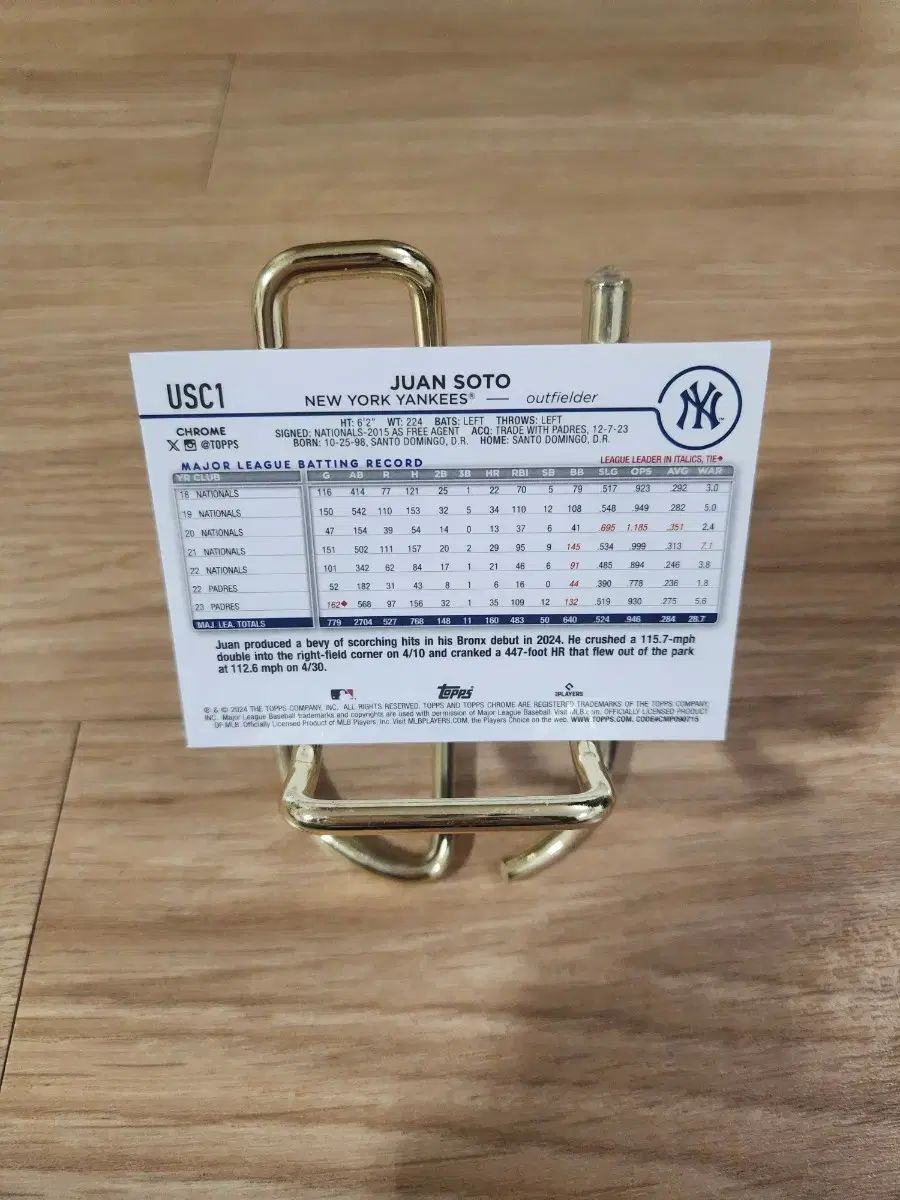 USC1
JUAN SOTO
NEW YORK YANKEES® — outfielder
CHROME
@TOPPS
HT: 6'2" WT: 224 BATS: LEFT THROWS: LEFT
SIGNED: NATIONALS-2015 AS FREE AGENT ACQ: TRADE WITH PADRES, 12-7-23
BORN: 10-25-98, SANTO DOMINGO, D.R. HOME: SANTO DOMINGO, D.R.
MAJOR LEAGUE BATTING RECORD
LEAGUE LEADER IN ITALICS, TIE♦
YR CLUB G AB R H 2B 3B HR RBI SB BB SLG OPS AVG WAR
18 NATIONALS 116 414 77 121 25 1 22 70 5 79 .517 .923 .292 3.0
19 NATIONALS 150 542 110 153 32 5 34 110 12 108 .548 .949 .282 5.0
20 NATIONALS 47 154 39 54 14 0 13 37 6 41 .695 1.185 .351 2.4
21 NATIONALS 151 502 111 157 20 2 29 95 9 145 .534 .999 .313 7.1
22 NATIONALS 101 342 62 84 17 1 21 46 6 91 .485 .894 .246 3.8
22 PADRES 52 182 31 43 8 1 6 16 0 44 .390 .778 .236 1.8
23 PADRES 162♦ 568 97 156 32 1 35 109 12 132 .519 .930 .275 5.6
MAJ. LEA. TOTALS 779 2704 527 768 148 11 160 483 50 640 .524 .946 .284 28.7
Juan produced a bevy of scorching hits in his Bronx debut in 2024. He crushed a 115.7-mph
double into the right-field corner on 4/10 and cranked a 447-foot HR that flew out of the park
at 112.6 mph on 4/30.
Topps
PLAYERS
® & © 2024 THE TOPPS COMPANY, INC. ALL RIGHTS RESERVED. TOPPS AND TOPPS CHROME ARE REGISTERED TRADEMARKS OF THE TOPPS COMPANY,
INC. Major League Baseball trademarks and copyrights are used with permission of Major League Baseball. Visit MLB.com. OFFICIALLY LICENSED PRODUCT
OF MLB. Officially Licensed Product of MLB Players, Inc. Visit MLBPLAYERS.COM, the Players Choice on the web. WWW.TOPPS.COM. CODE#CMP090715